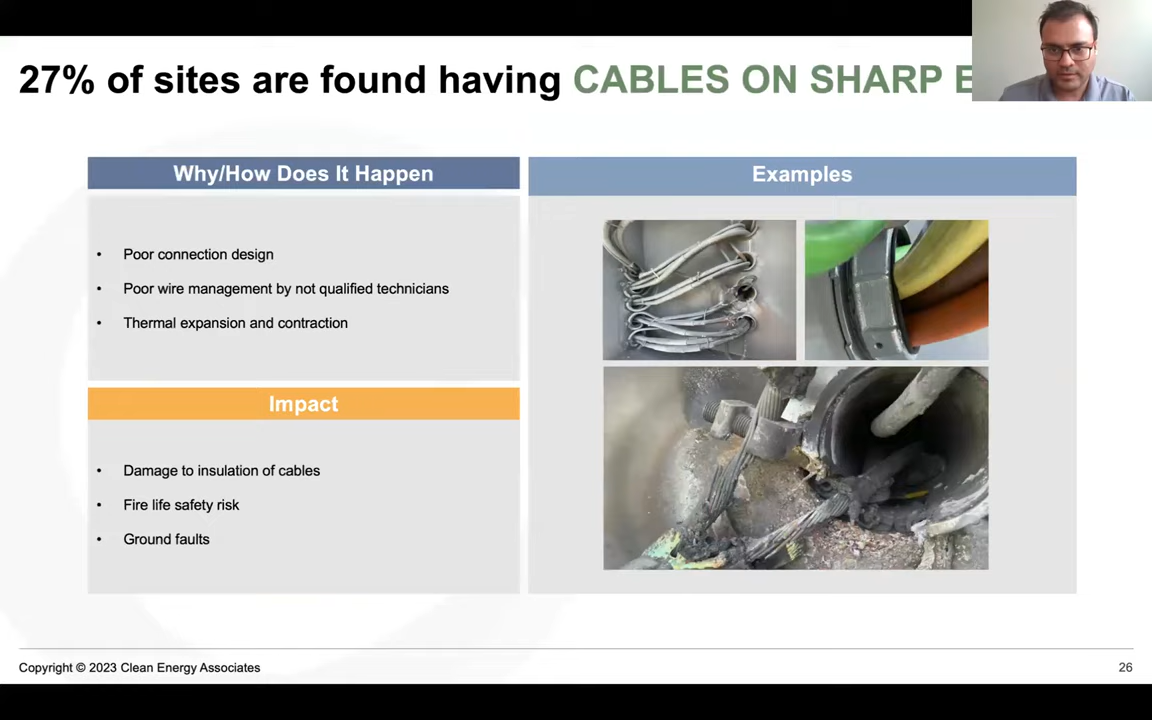 27% of sites are found having CABLES ON SHARP
Why/How Does It Happen
• Poor connection design
• Poor wire management by not qualified technicians
• Thermal expansion and contraction
Impact
• Damage to insulation of cables
• Fire life safety risk
• Ground faults
Examples
Copyright © 2023 Clean Energy Associates
26